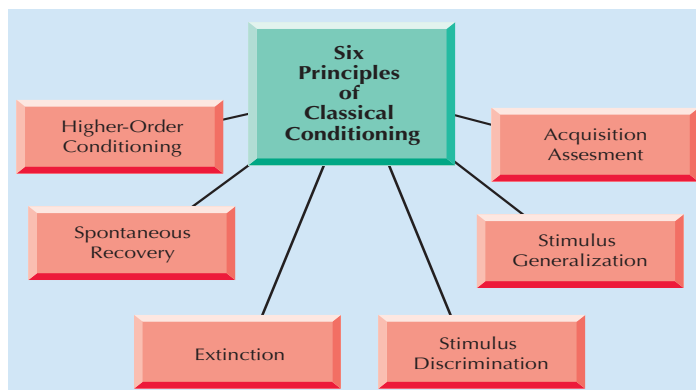 Six
Principles
of
Classical
Conditioning
Higher-Order
Conditioning
Acquisition
Assesment
Spontaneous
Recovery
Stimulus
Generalization
Extinction
Stimulus
Discrimination